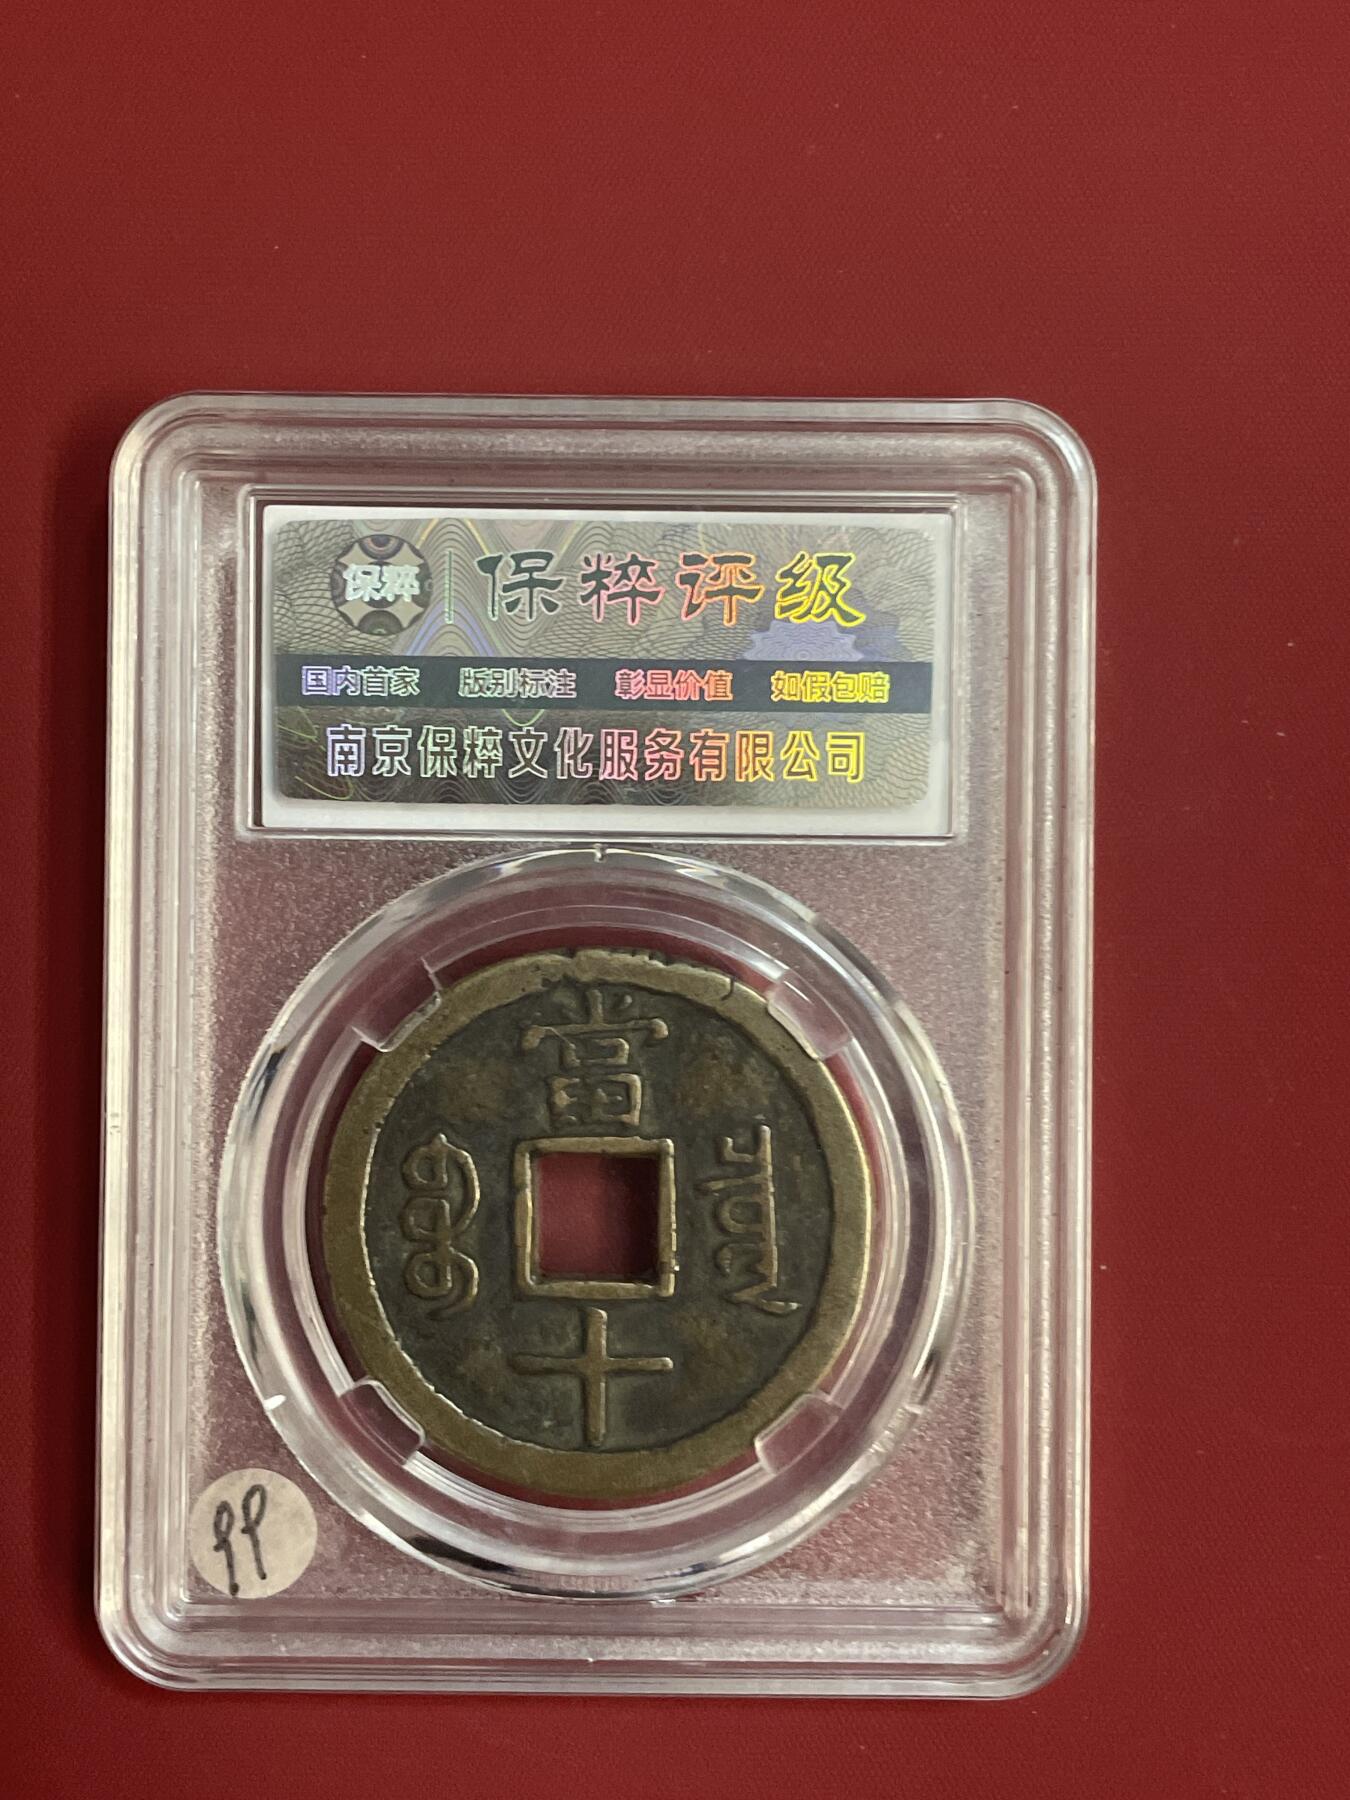 保粹
保粹评级
国内首家 版别标注 彰显价值 如假包赔
南京保粹文化服务有限公司
當
十
99